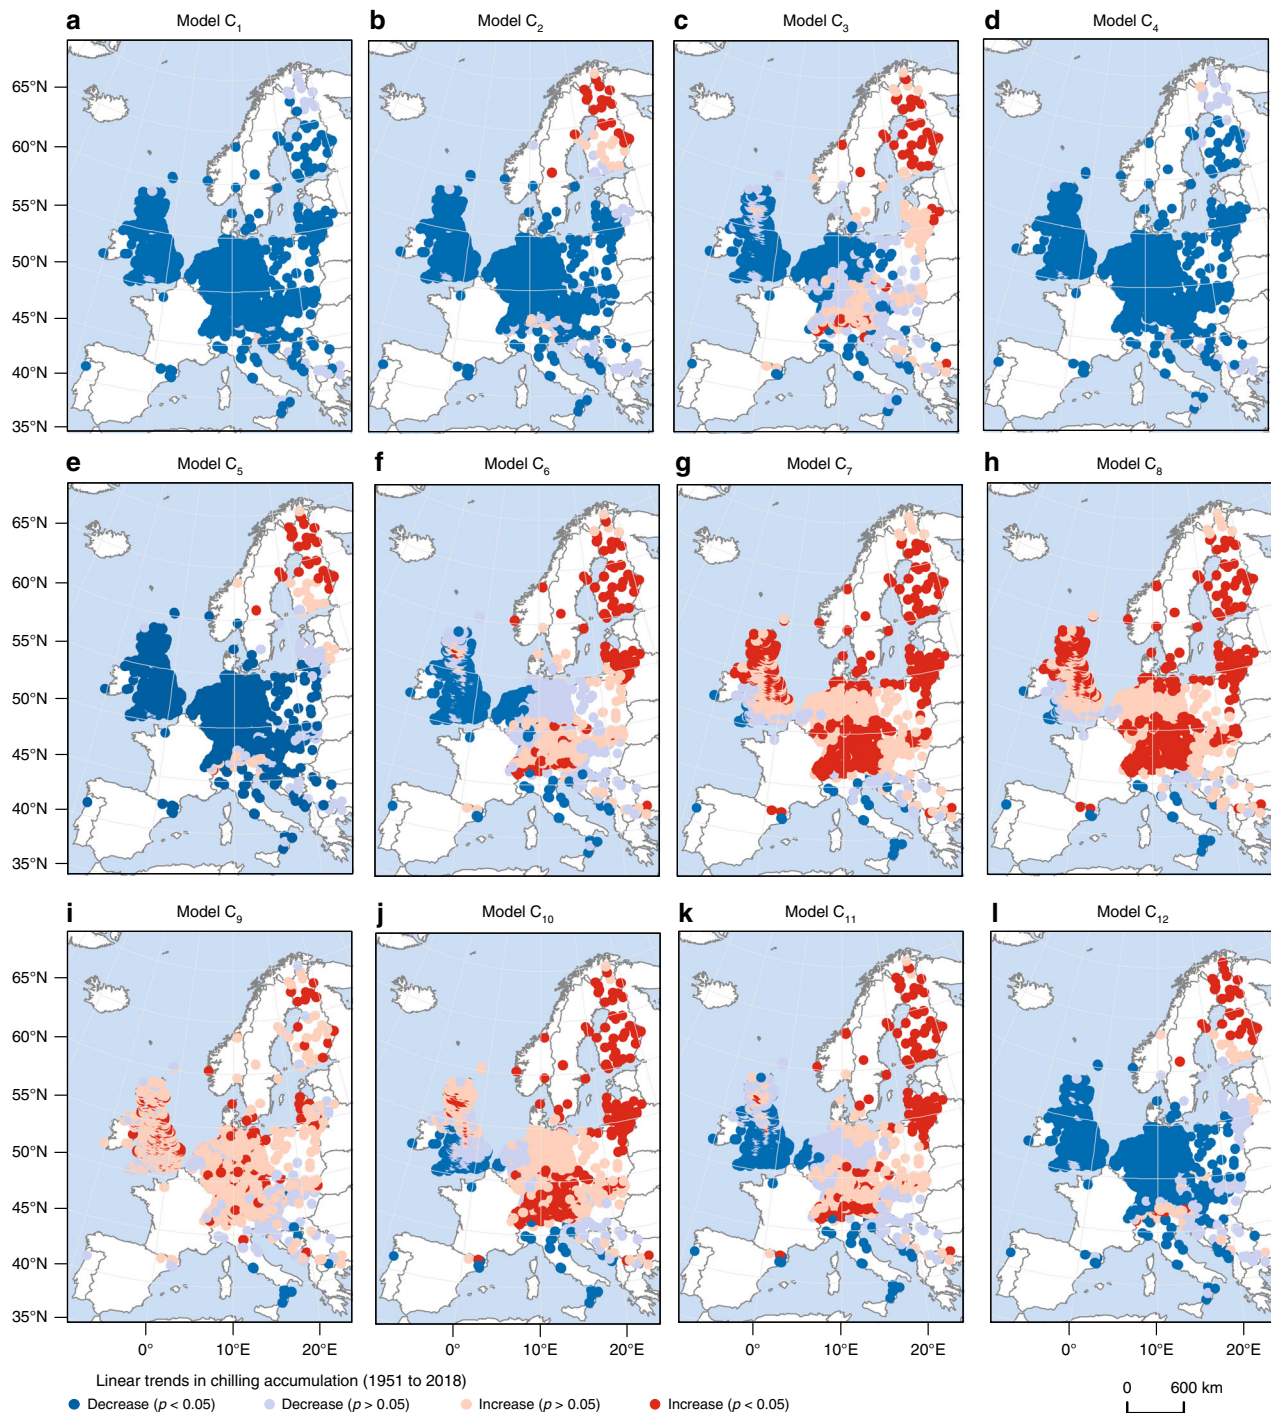 a Model C1
b Model C2
c Model C3
d Model C4
65°N
60°N
55°N
50°N
45°N
40°N
35°N
e Model C5
f Model C6
g Model C7
h Model C8
65°N
60°N
55°N
50°N
45°N
40°N
35°N
i Model C9
j Model C10
k Model C11
l Model C12
65°N
60°N
55°N
50°N
45°N
40°N
35°N
0° 10°E 20°E 0° 10°E 20°E 0° 10°E 20°E 0° 10°E 20°E
Linear trends in chilling accumulation (1951 to 2018)
Decrease (p < 0.05) Decrease (p > 0.05) Increase (p > 0.05) Increase (p < 0.05)
0 600 km